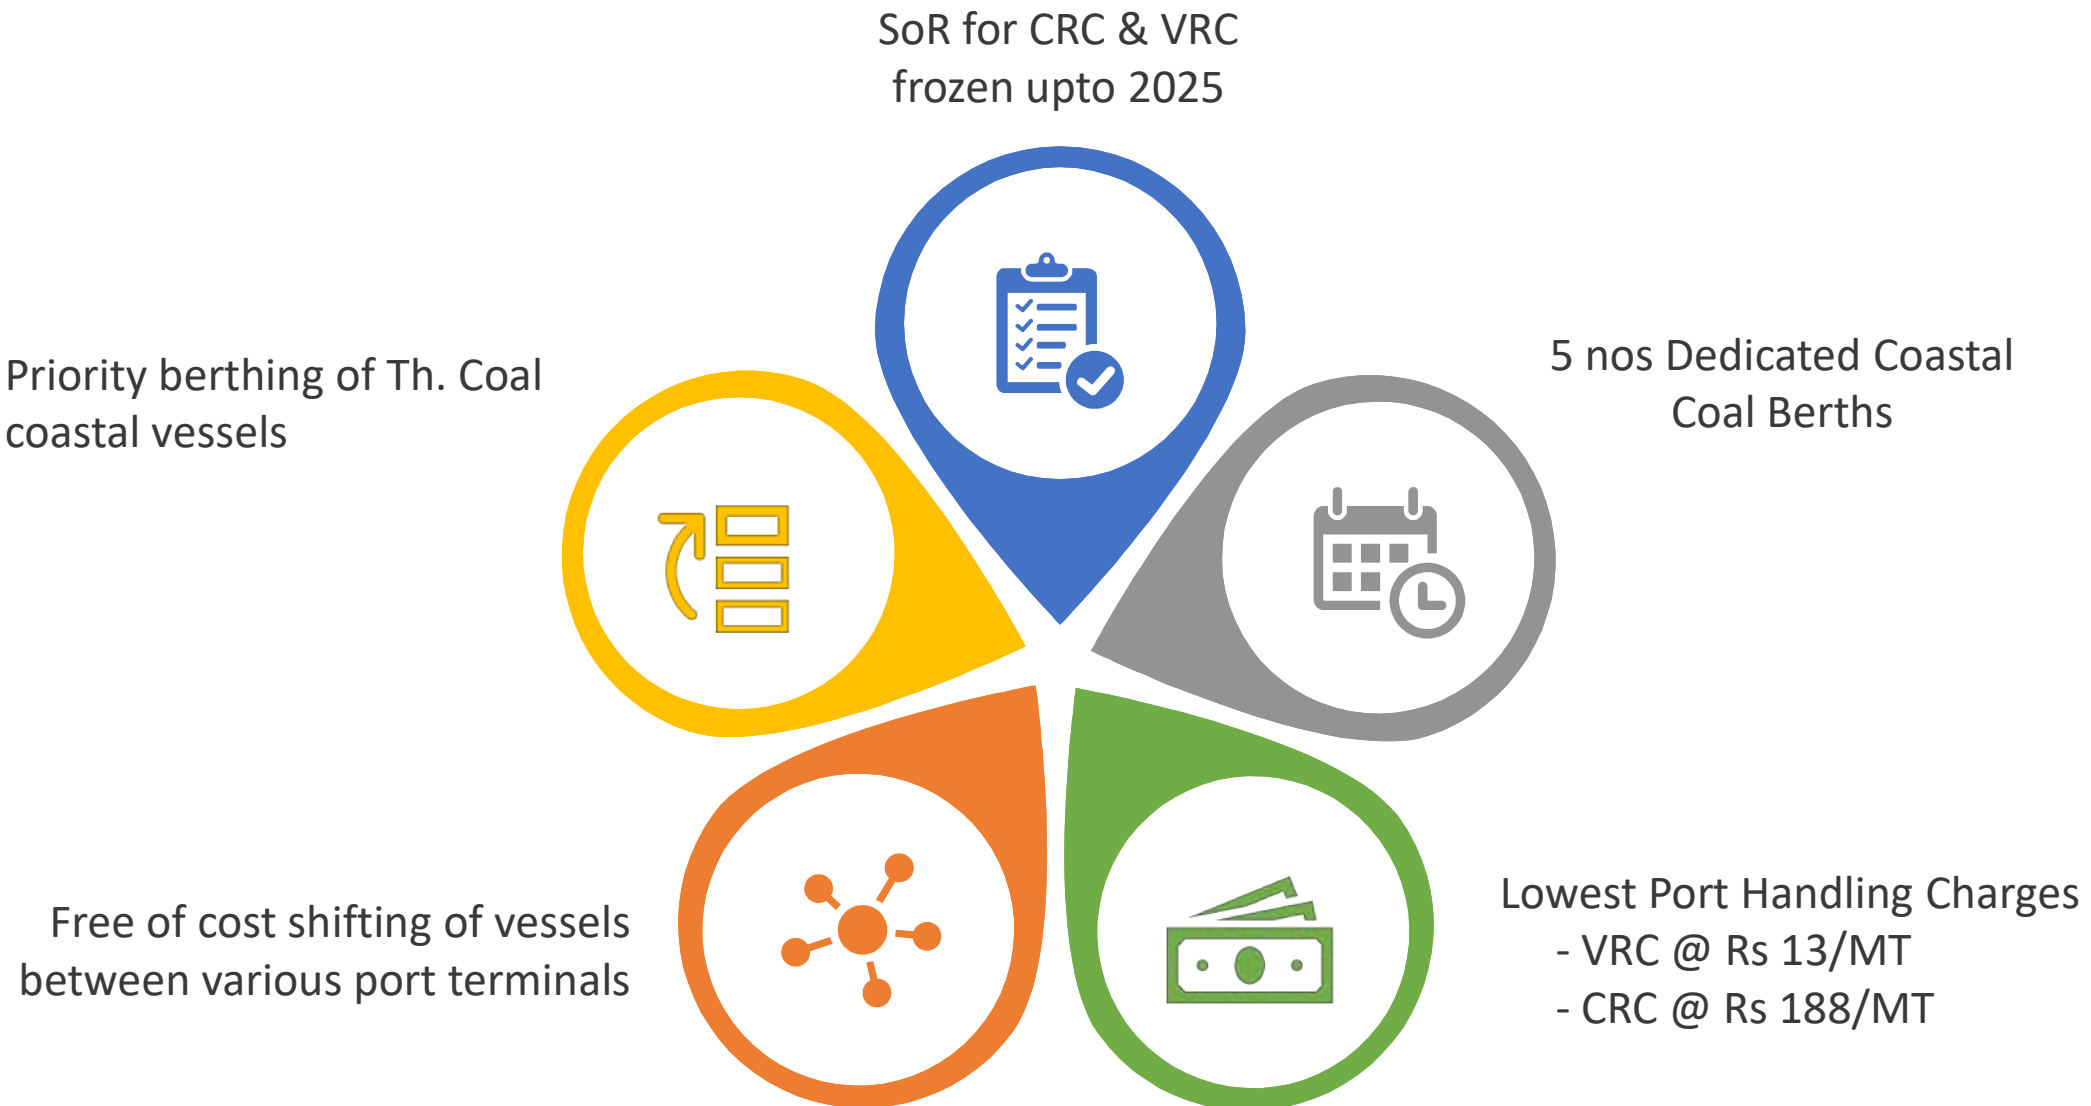 SoR for CRC & VRC
frozen upto 2025
Priority berthing of Th. Coal
coastal vessels
5 nos Dedicated Coastal
Coal Berths
Free of cost shifting of vessels
between various port terminals
Lowest Port Handling Charges
- VRC @ Rs 13/MT
- CRC @ Rs 188/MT